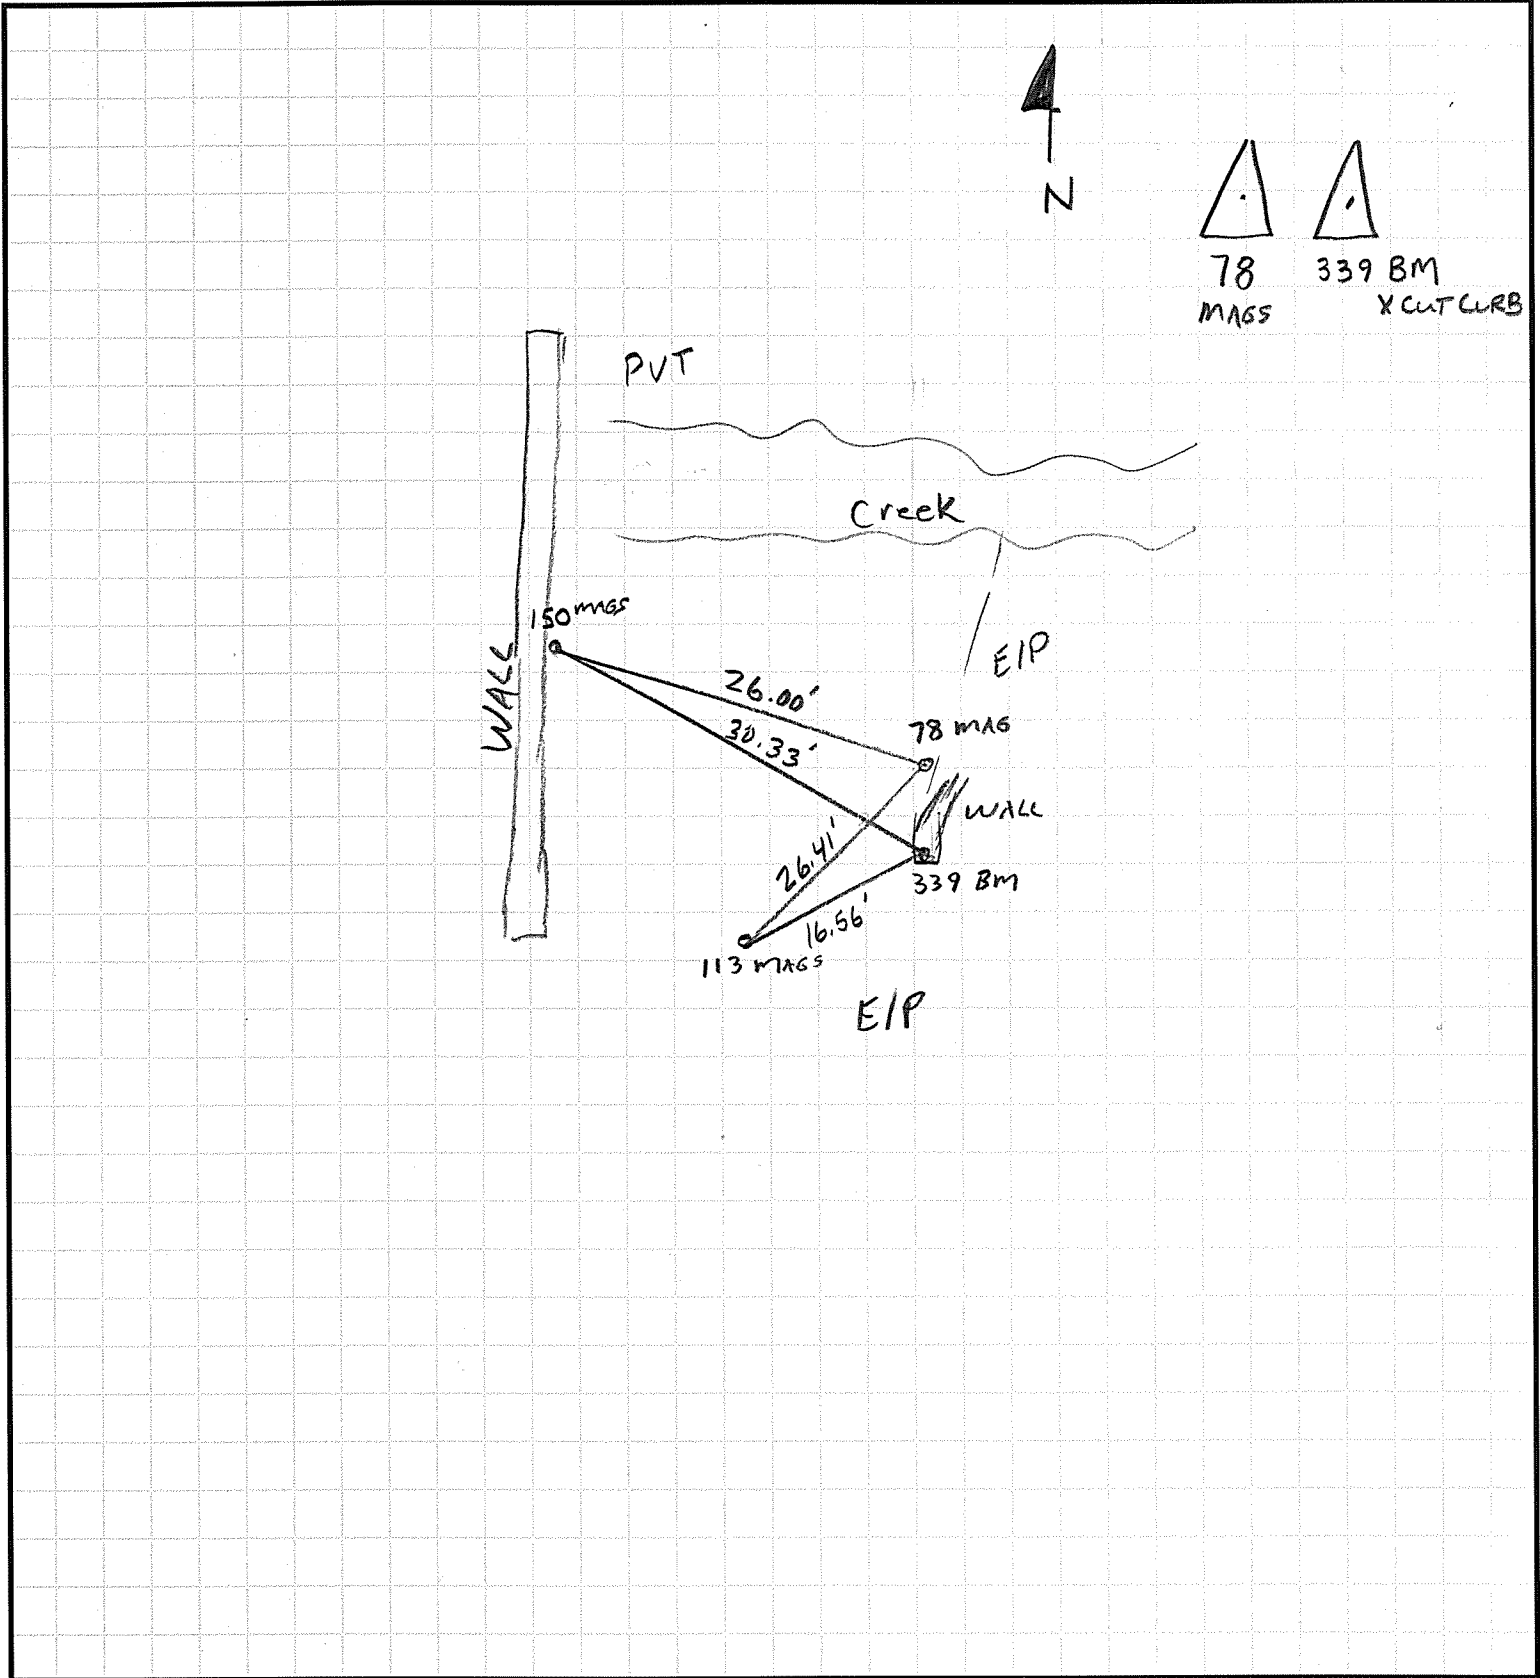 N
78
MAGS
339 BM
X CUT CURB
PVT
Creek
150 MAGS
WALL
E/P
26.00'
30.33'
78 MAG
WALL
26.41'
339 BM
16.56'
113 MAGS
E/P